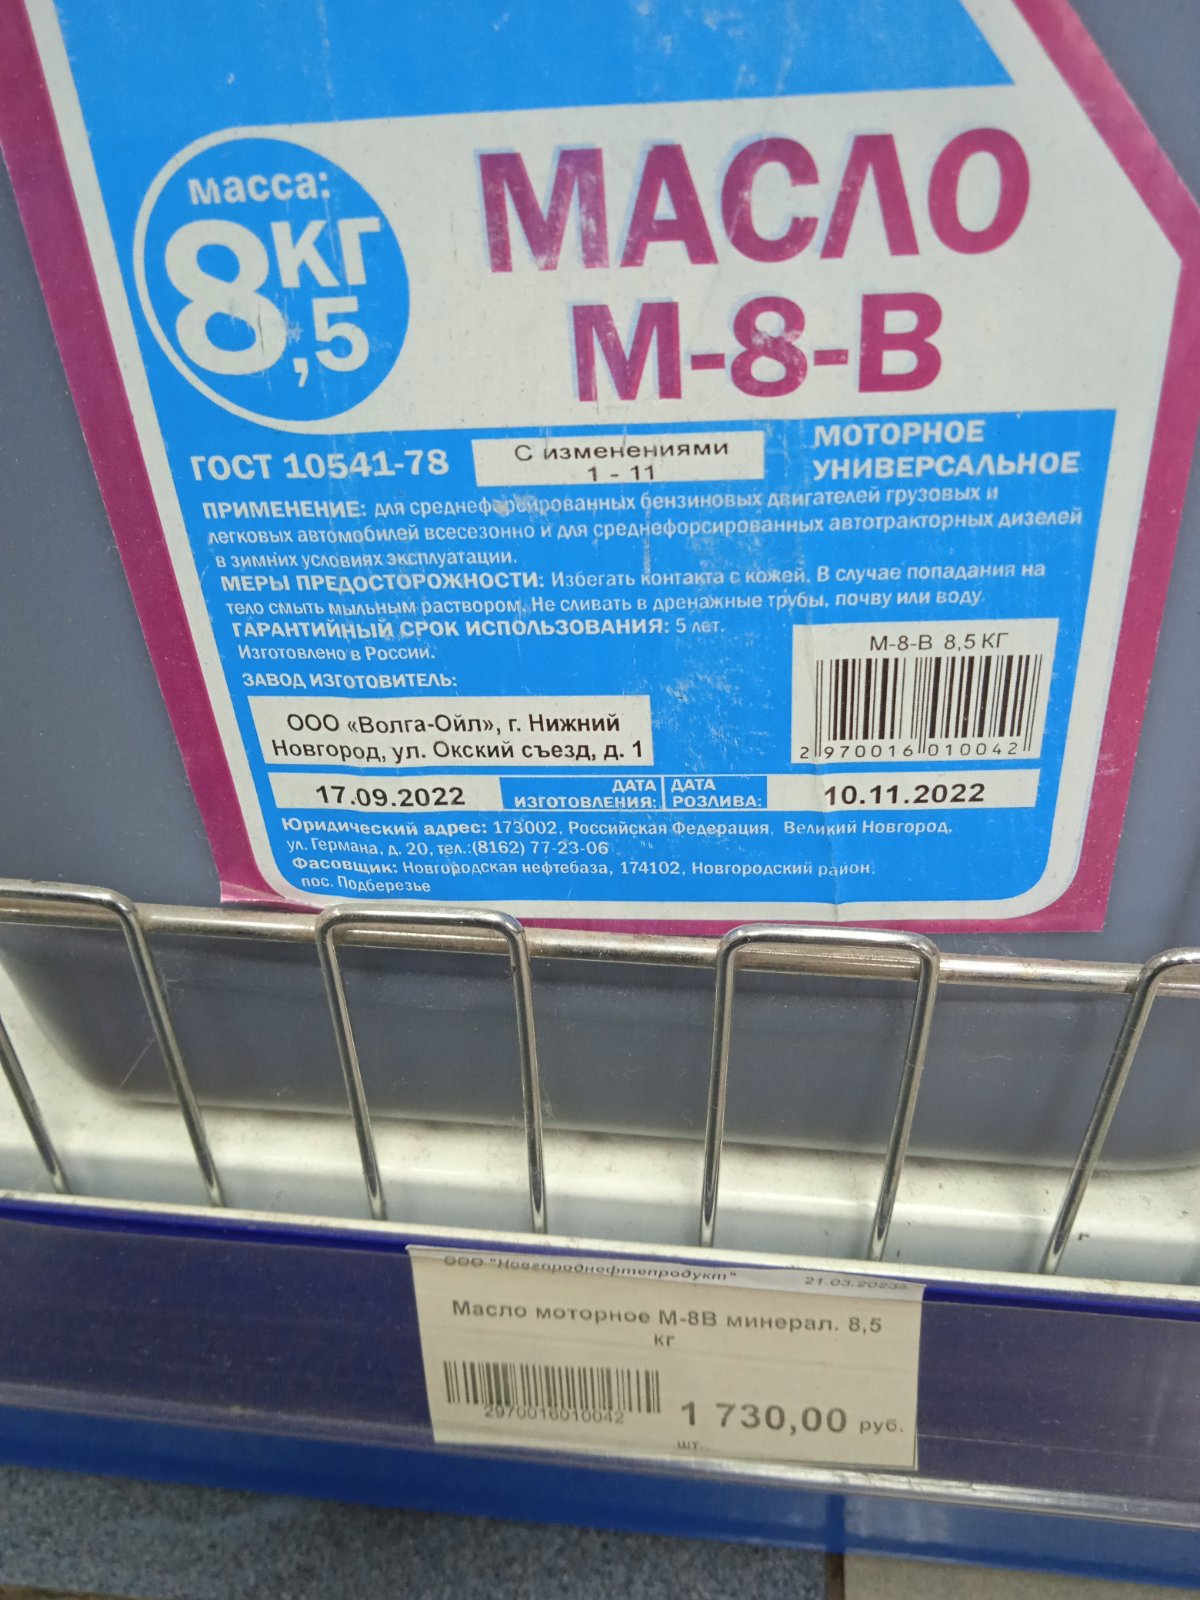 масса:
8,5 КГ
МАСЛО
М-8-В
ГОСТ 10541-78
С изменениями
1 - 11
МОТОРНОЕ
УНИВЕРСАЛЬНОЕ
ПРИМЕНЕНИЕ: для среднефорсированных бензиновых двигателей грузовых и
легковых автомобилей всесезонно и для среднефорсированных автотракторных дизелей
в зимних условиях эксплуатации.
МЕРЫ ПРЕДОСТОРОЖНОСТИ: Избегать контакта с кожей. В случае попадания на
тело смыть мыльным раствором. Не сливать в дренажные трубы, почву или воду.
ГАРАНТИЙНЫЙ СРОК ИСПОЛЬЗОВАНИЯ: 5 лет.
Изготовлено в России.
ЗАВОД ИЗГОТОВИТЕЛЬ:
ООО «Волга-Ойл», г. Нижний
Новгород, ул. Окский съезд, д. 1
М-8-В 8,5 КГ
2 970016 010042
17.09.2022 ДАТА ИЗГОТОВЛЕНИЯ:
ДАТА РОЗЛИВА: 10.11.2022
Юридический адрес: 173002, Российская Федерация, Великий Новгород,
ул. Германа, д. 20, тел.:(8162) 77-23-06
Фасовщик: Новгородская нефтебаза, 174102, Новгородский район,
пос. Подберезье
ООО "Новгороднефтепродукт" 21.03.2023г.
Масло моторное М-8В минерал. 8,5
кг
2970016010042
1 730,00 руб.
шт.